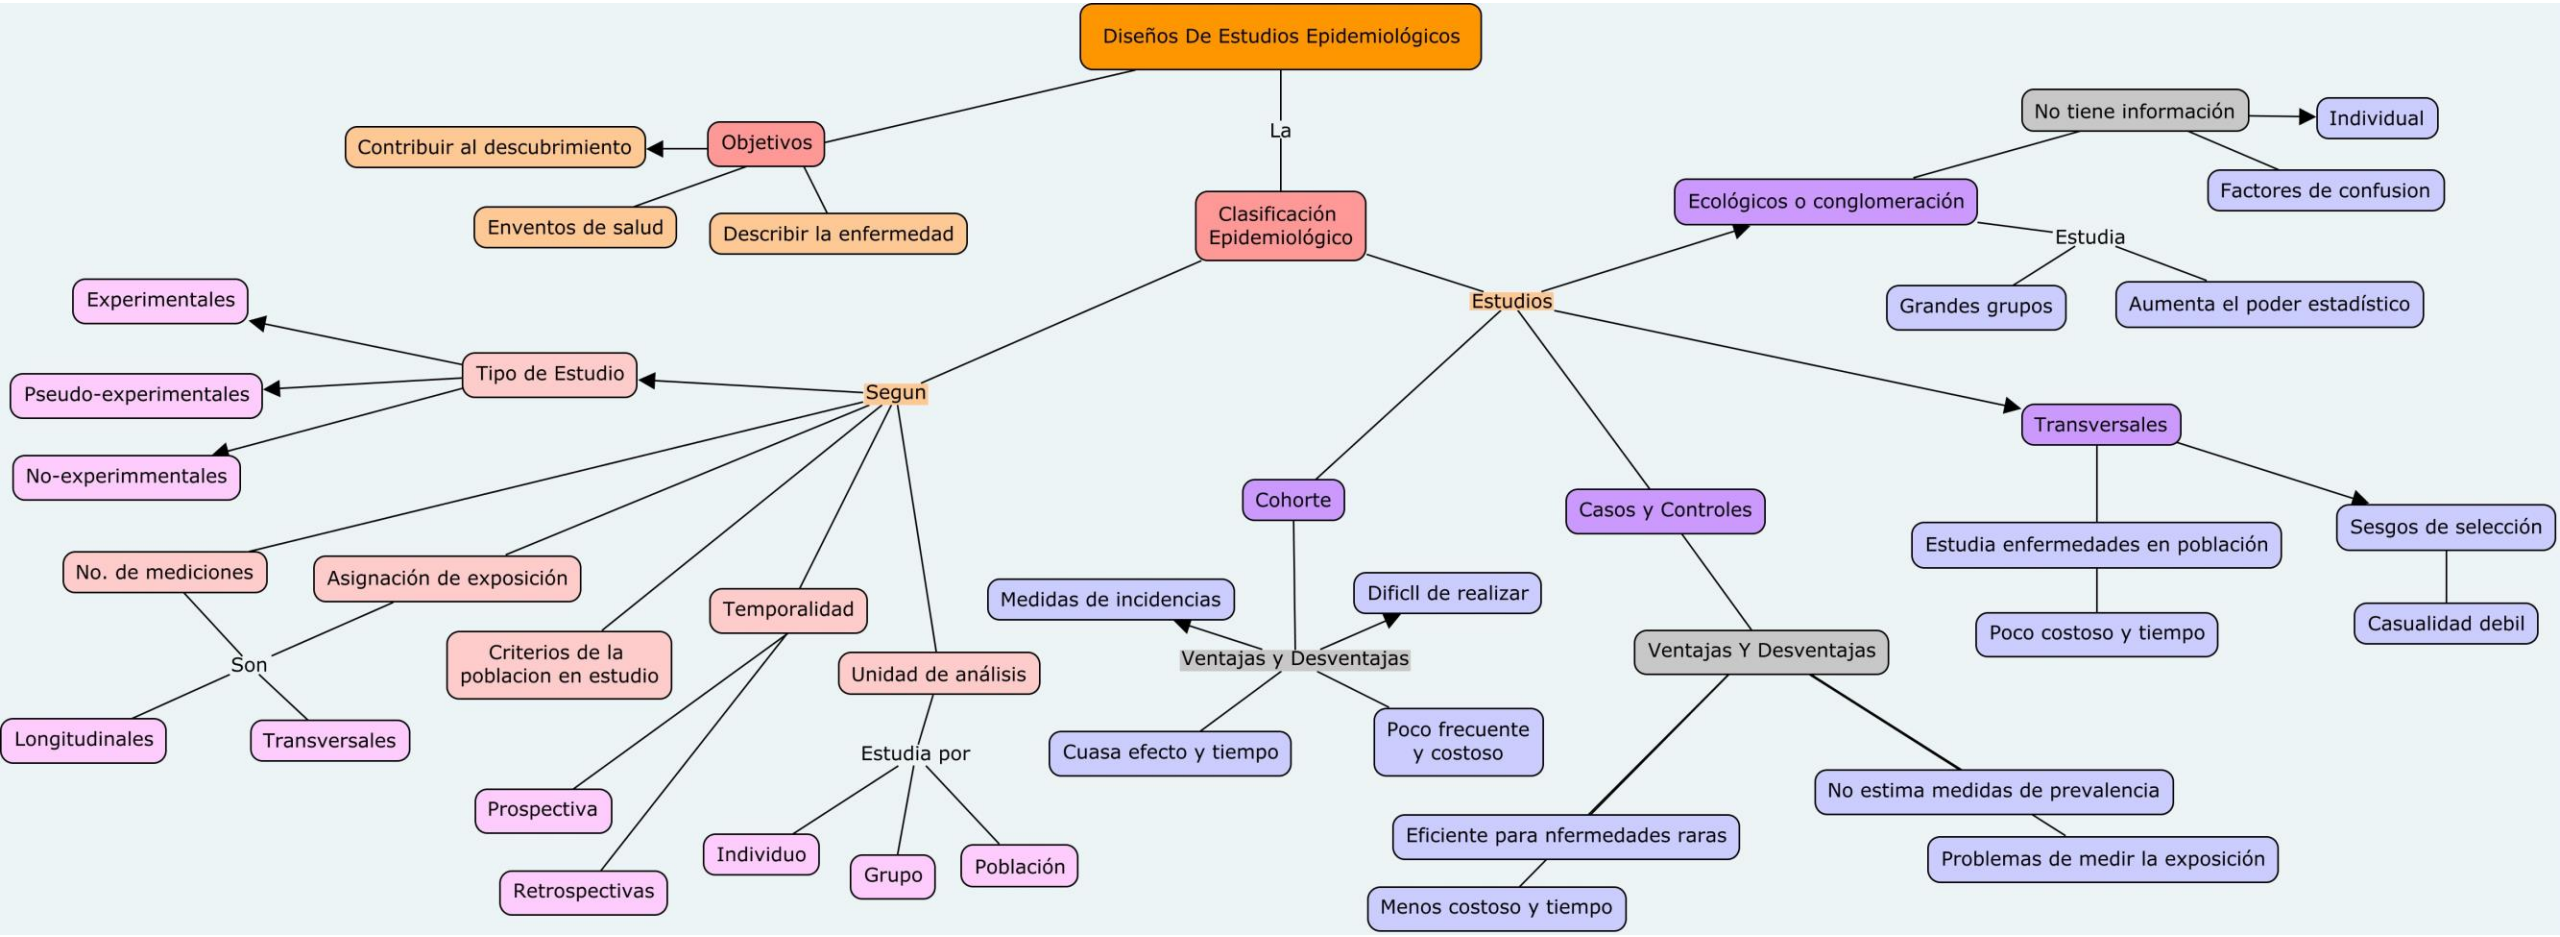 Diseños De Estudios Epidemiológicos
La
Objetivos
Contribuir al descubrimiento
Enventos de salud
Describir la enfermedad
Clasificación
Epidemiológico
Segun
Tipo de Estudio
Experimentales
Pseudo-experimentales
No-experimmentales
No. de mediciones
Asignación de exposición
Son
Longitudinales
Transversales
Criterios de la
poblacion en estudio
Temporalidad
Prospectiva
Retrospectivas
Unidad de análisis
Estudia por
Individuo
Grupo
Población
Estudios
Ecológicos o conglomeración
No tiene información
Individual
Factores de confusion
Estudia
Grandes grupos
Aumenta el poder estadístico
Cohorte
Ventajas y Desventajas
Medidas de incidencias
Dificll de realizar
Cuasa efecto y tiempo
Poco frecuente
y costoso
Casos y Controles
Ventajas Y Desventajas
Eficiente para nfermedades raras
Menos costoso y tiempo
No estima medidas de prevalencia
Problemas de medir la exposición
Transversales
Estudia enfermedades en población
Poco costoso y tiempo
Sesgos de selección
Casualidad debil